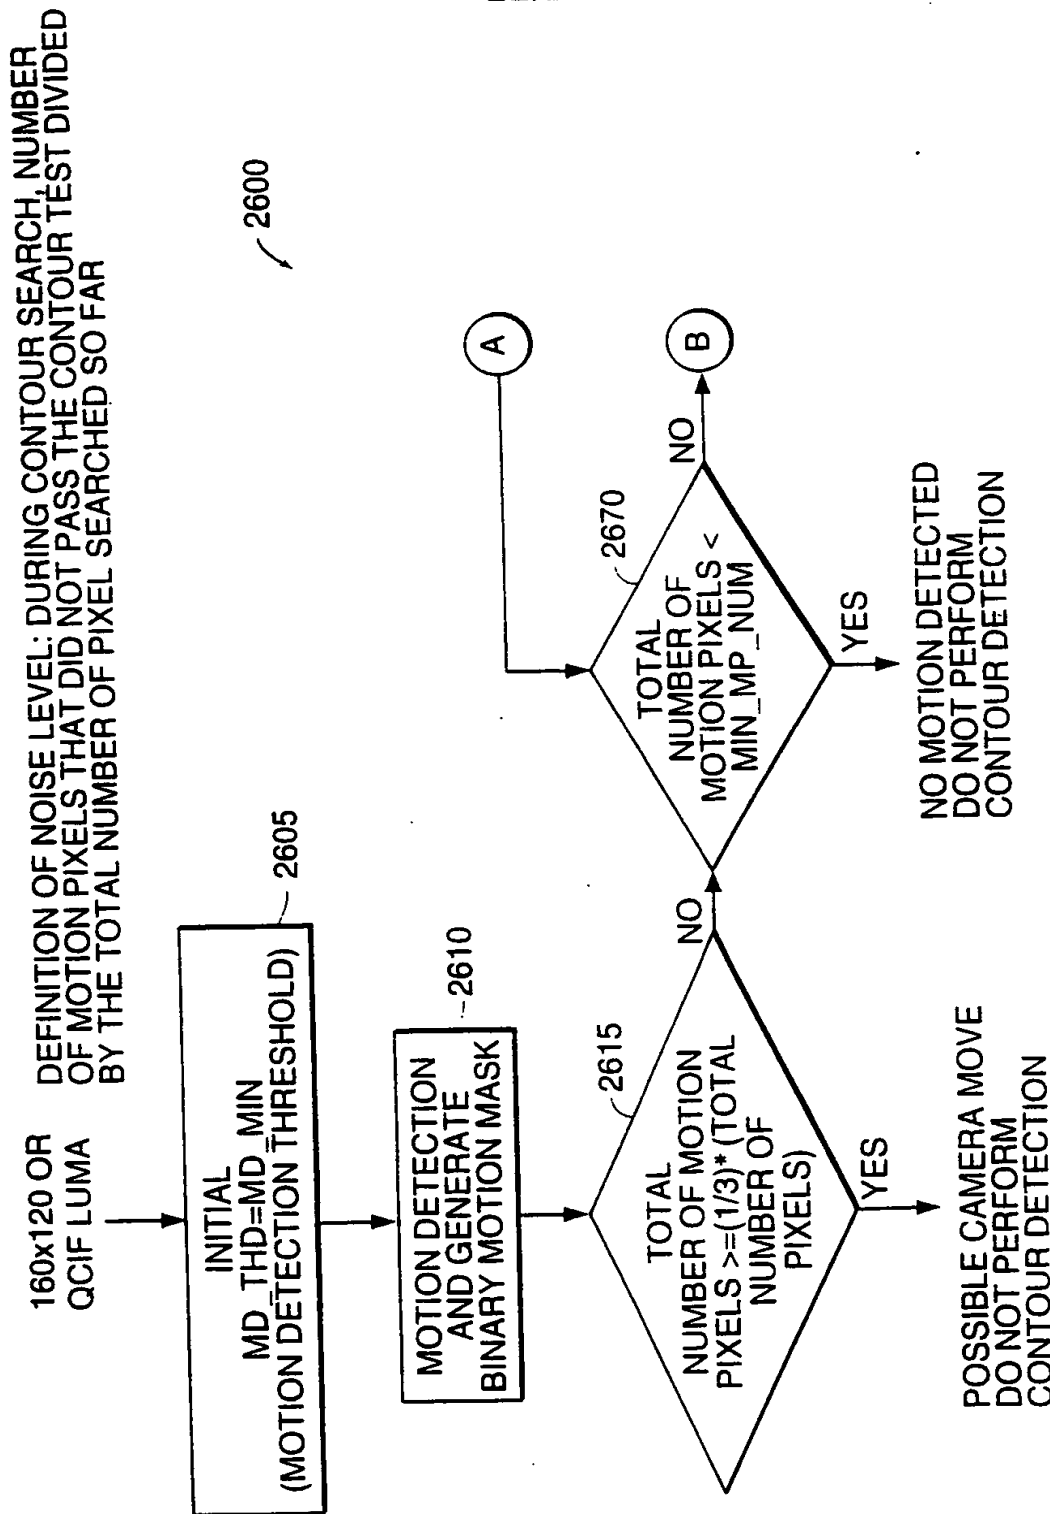 DEFINITION OF NOISE LEVEL: DURING CONTOUR SEARCH, NUMBER
OF MOTION PIXELS THAT DID NOT PASS THE CONTOUR TEST DIVIDED
BY THE TOTAL NUMBER OF PIXEL SEARCHED SO FAR
160x120 OR
QCIF LUMA
2600
INITIAL
MD_THD=MD_MIN
(MOTION DETECTION THRESHOLD)
2605
MOTION DETECTION
AND GENERATE
BINARY MOTION MASK
2610
TOTAL
NUMBER OF MOTION
PIXELS >=(1/3)*(TOTAL
NUMBER OF
PIXELS)
2615
NO
YES
POSSIBLE CAMERA MOVE
DO NOT PERFORM
CONTOUR DETECTION
A
TOTAL
NUMBER OF
MOTION PIXELS <
MIN_MP_NUM
2670
NO
B
YES
NO MOTION DETECTED
DO NOT PERFORM
CONTOUR DETECTION